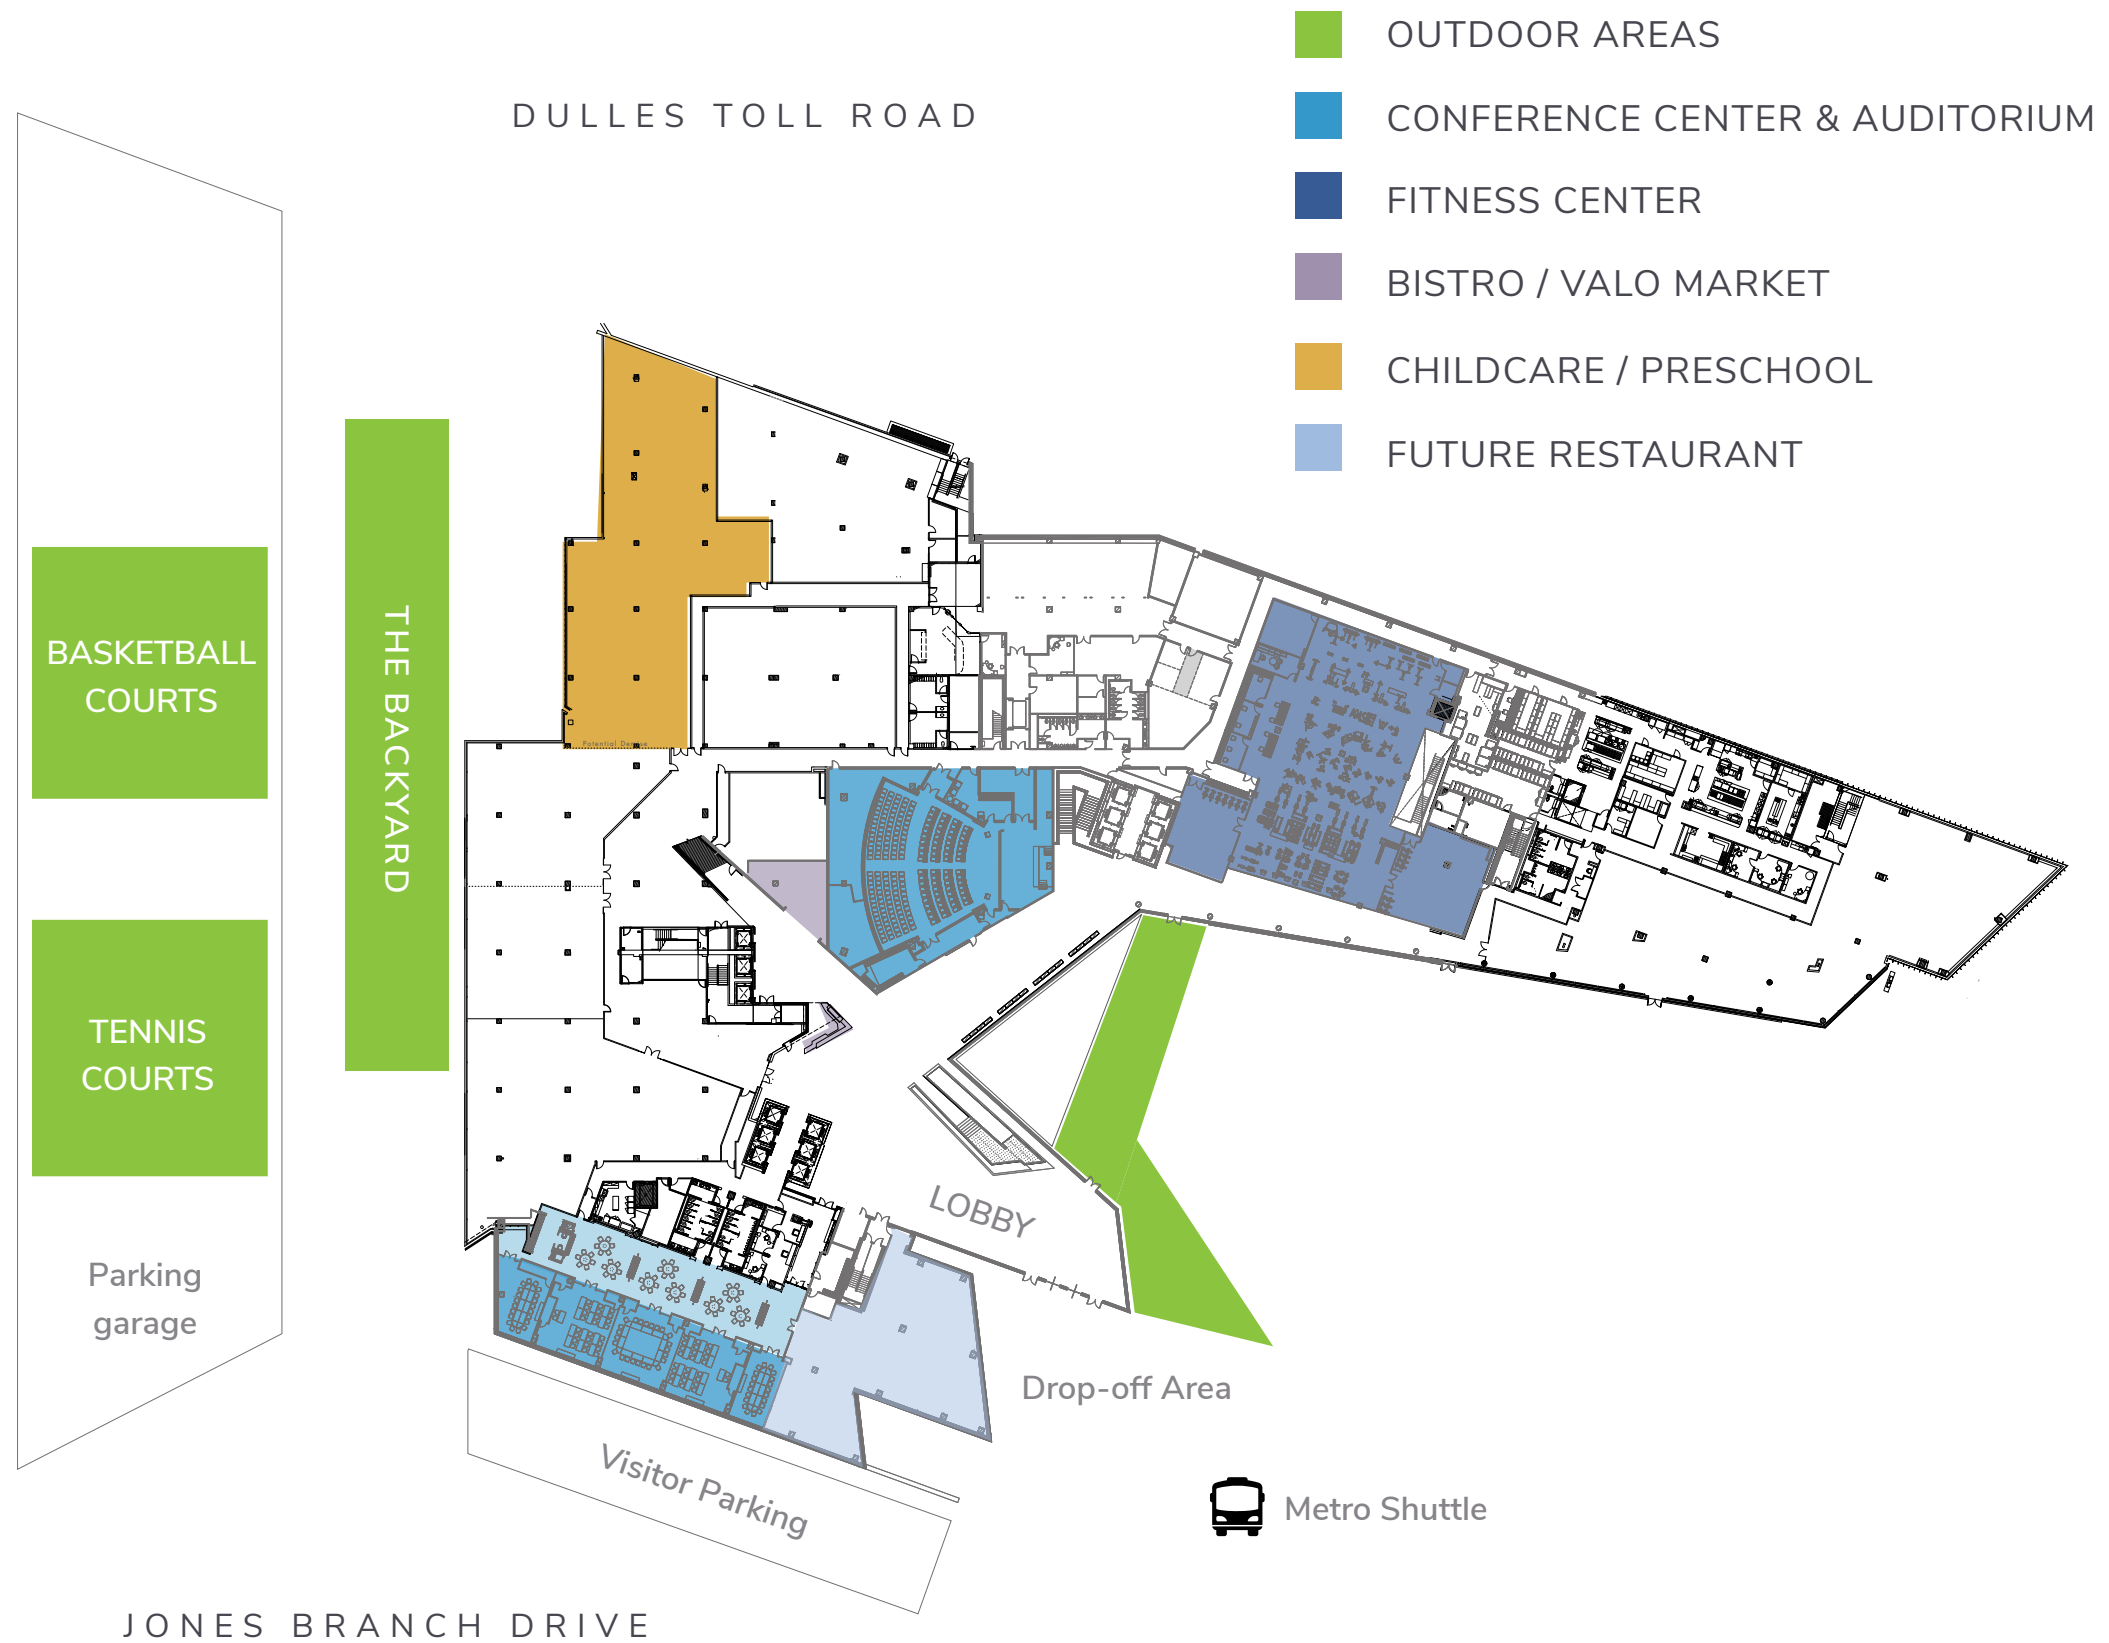 OUTDOOR AREAS
CONFERENCE CENTER & AUDITORIUM
FITNESS CENTER
BISTRO / VALO MARKET
CHILDCARE / PRESCHOOL
FUTURE RESTAURANT
DULLES TOLL ROAD
BASKETBALL
COURTS
THE BACKYARD
TENNIS
COURTS
Parking
garage
LOBBY
Drop-off Area
Visitor Parking
Metro Shuttle
JONES BRANCH DRIVE